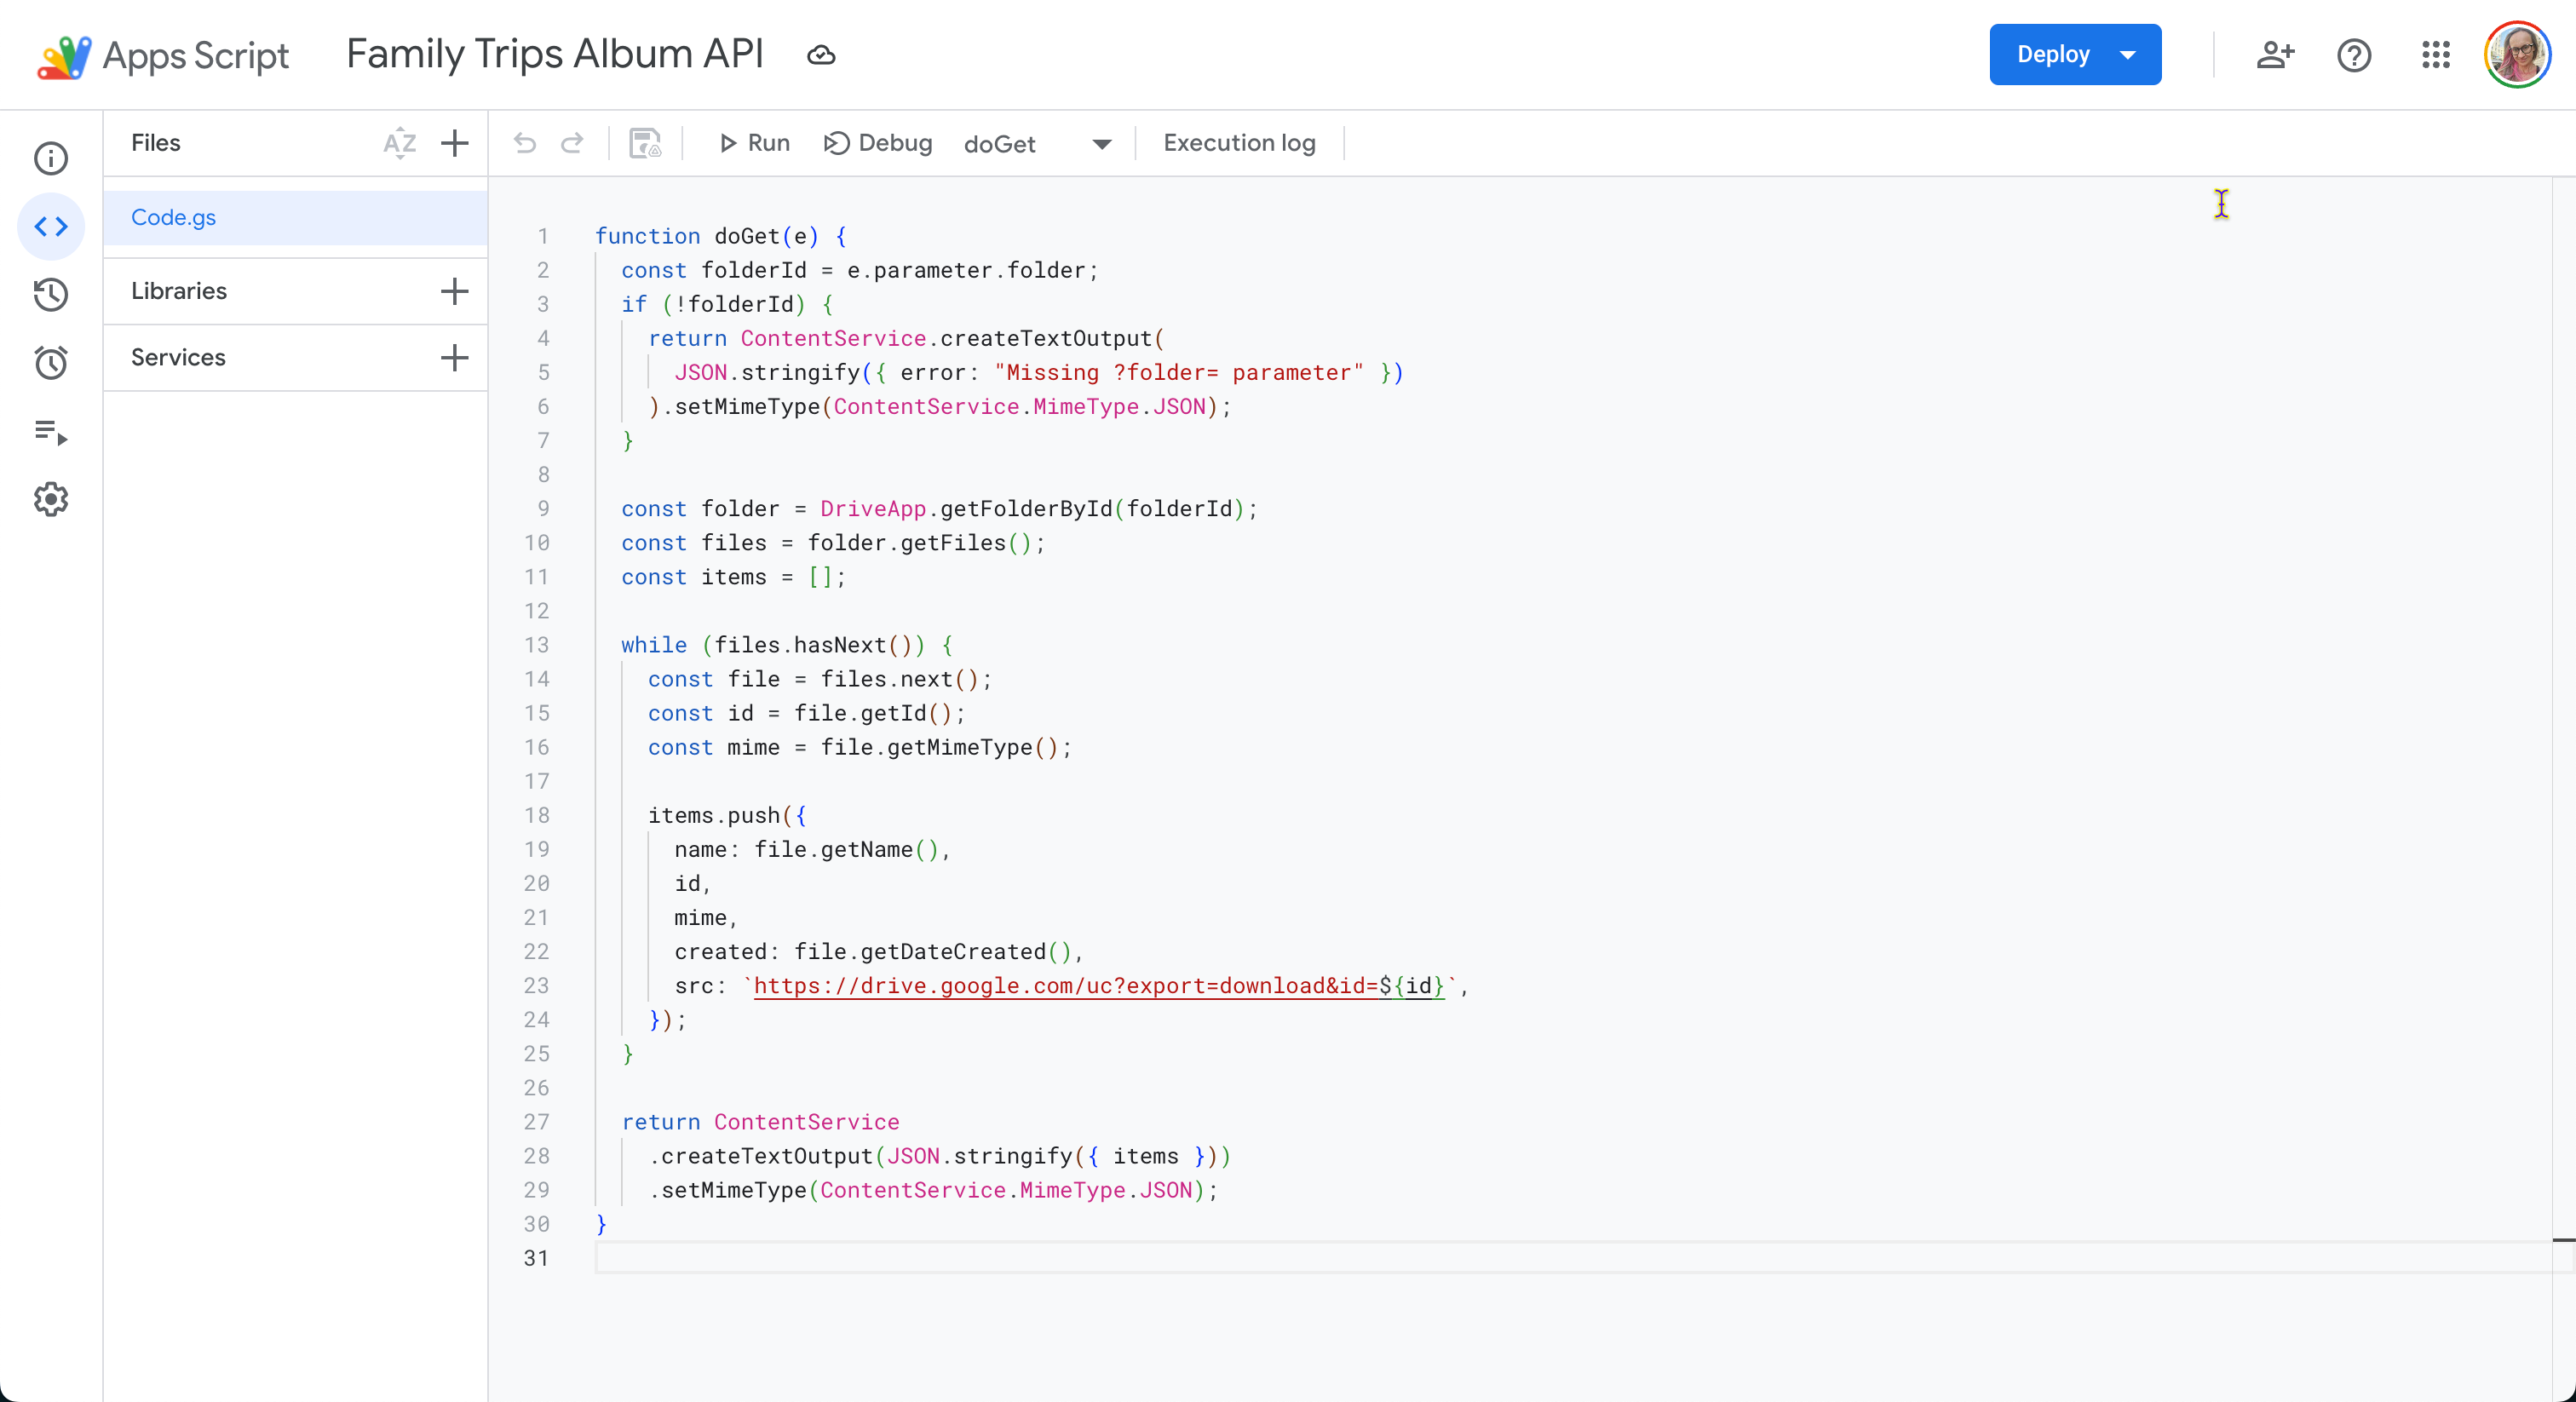 Apps Script
Family Trips Album API
Deploy
Files
AZ
Run
Debug
doGet
Execution log
Code.gs
Libraries
Services
1 function doGet(e) {
2 const folderId = e.parameter.folder;
3 if (!folderId) {
4 return ContentService.createTextOutput(
5 JSON.stringify({ error: "Missing ?folder= parameter" })
6 ).setMimeType(ContentService.MimeType.JSON);
7 }
8
9 const folder = DriveApp.getFolderById(folderId);
10 const files = folder.getFiles();
11 const items = [];
12
13 while (files.hasNext()) {
14 const file = files.next();
15 const id = file.getId();
16 const mime = file.getMimeType();
17
18 items.push({
19 name: file.getName(),
20 id,
21 mime,
22 created: file.getDateCreated(),
23 src: `https://drive.google.com/uc?export=download&id=${id}`,
24 });
25 }
26
27 return ContentService
28 .createTextOutput(JSON.stringify({ items }))
29 .setMimeType(ContentService.MimeType.JSON);
30 }
31